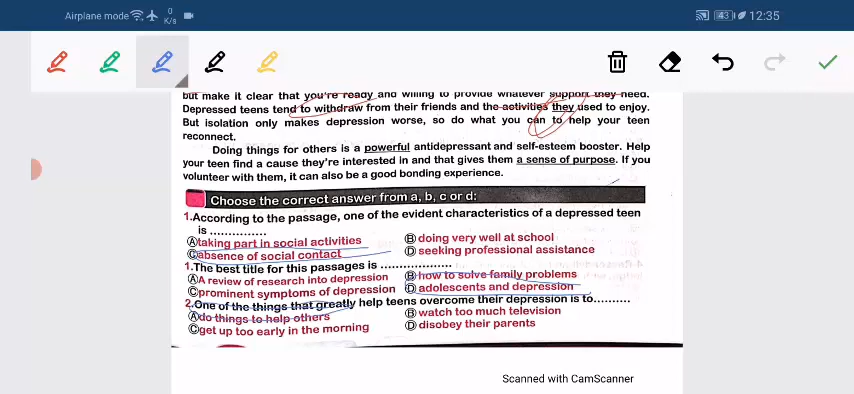 Airplane mode 0 K/s 43 12:35
but make it clear that you're ready and willing to provide whatever support they need.
Depressed teens tend to withdraw from their friends and the activities they used to enjoy.
But isolation only makes depression worse, so do what you can to help your teen
reconnect.
Doing things for others is a powerful antidepressant and self-esteem booster. Help
your teen find a cause they're interested in and that gives them a sense of purpose. If you
volunteer with them, it can also be a good bonding experience.
Choose the correct answer from a, b, c or d:
1.According to the passage, one of the evident characteristics of a depressed teen
is ..............
A taking part in social activities B doing very well at school
C absence of social contact D seeking professional assistance
1.The best title for this passages is ..................
A A review of research into depression B how to solve family problems
C prominent symptoms of depression D adolescents and depression
2.One of the things that greatly help teens overcome their depression is to..........
A do things to help others B watch too much television
C get up too early in the morning D disobey their parents
Scanned with CamScanner